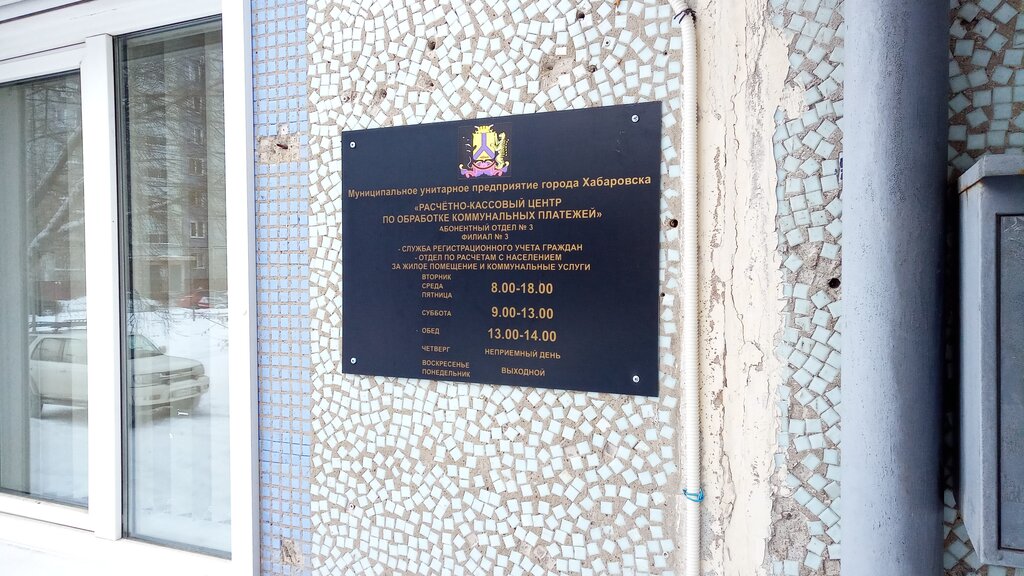 Муниципальное унитарное предприятие города Хабаровска
«РАСЧЁТНО-КАССОВЫЙ ЦЕНТР
ПО ОБРАБОТКЕ КОММУНАЛЬНЫХ ПЛАТЕЖЕЙ»
АБОНЕНТНЫЙ ОТДЕЛ № 3
ФИЛИАЛ № 3
- СЛУЖБА РЕГИСТРАЦИОННОГО УЧЕТА ГРАЖДАН
- ОТДЕЛ ПО РАСЧЕТАМ С НАСЕЛЕНИЕМ
ЗА ЖИЛОЕ ПОМЕЩЕНИЕ И КОММУНАЛЬНЫЕ УСЛУГИ
ВТОРНИК
СРЕДА 8.00-18.00
ПЯТНИЦА
СУББОТА 9.00-13.00
ОБЕД 13.00-14.00
ЧЕТВЕРГ НЕПРИЕМНЫЙ ДЕНЬ
ВОСКРЕСЕНЬЕ
ПОНЕДЕЛЬНИК ВЫХОДНОЙ